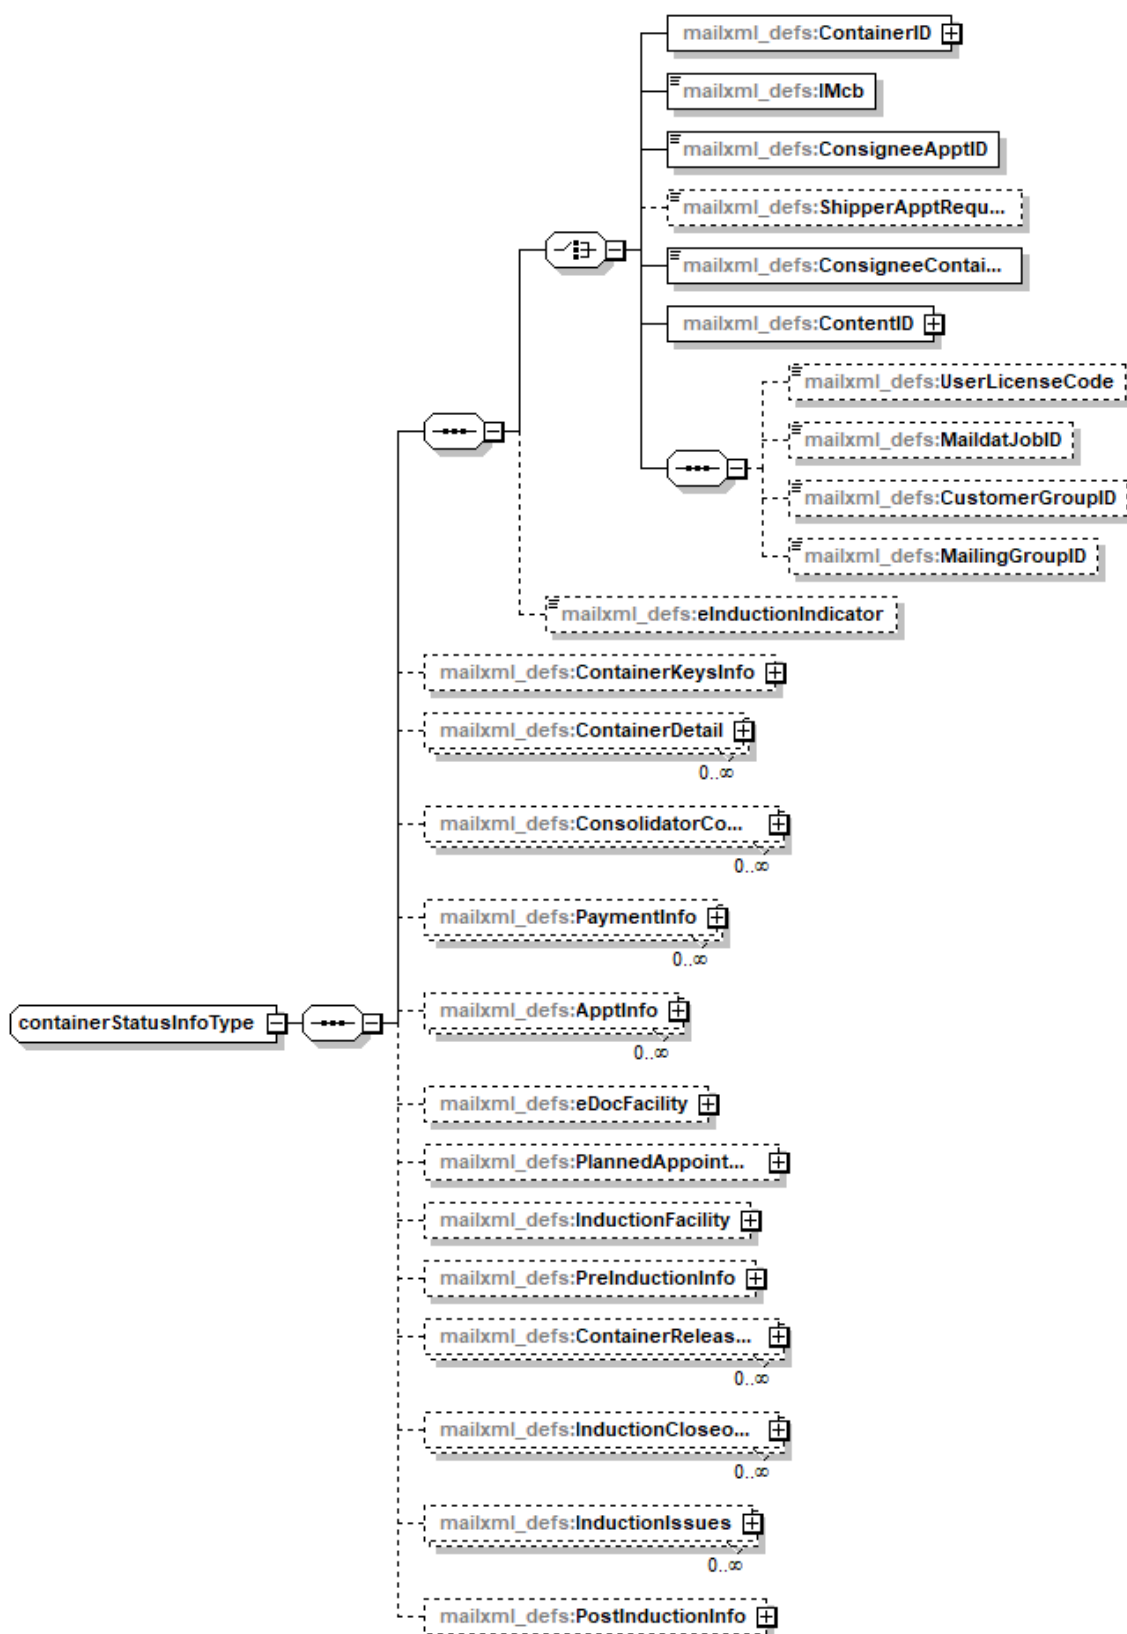 mailxml_defs:ContainerID
mailxml_defs:IMcb
mailxml_defs:ConsigneeApptID
mailxml_defs:ShipperApptRequ...
mailxml_defs:ConsigneeContai...
mailxml_defs:ContentID
mailxml_defs:UserLicenseCode
mailxml_defs:MaildatJobID
mailxml_defs:CustomerGroupID
mailxml_defs:MailingGroupID
mailxml_defs:eInductionIndicator
mailxml_defs:ContainerKeysInfo
mailxml_defs:ContainerDetail
0..∞
mailxml_defs:ConsolidatorCo...
0..∞
mailxml_defs:PaymentInfo
0..∞
mailxml_defs:ApptInfo
containerStatusInfoType
0..∞
mailxml_defs:eDocFacility
mailxml_defs:PlannedAppoint...
mailxml_defs:InductionFacility
mailxml_defs:PreInductionInfo
mailxml_defs:ContainerReleas...
0..∞
mailxml_defs:InductionCloseo...
0..∞
mailxml_defs:InductionIssues
0..∞
mailxml_defs:PostInductionInfo